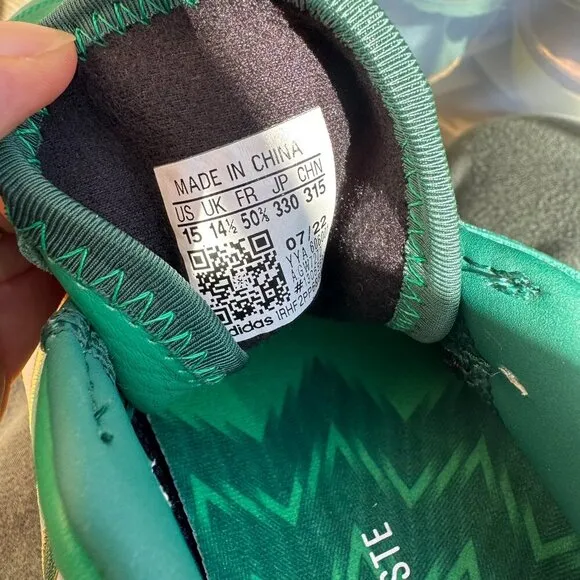 MADE IN CHINA
US UK FR JP CHN
15 14½ 50⅔ 330 315
07/22
adidas
STE